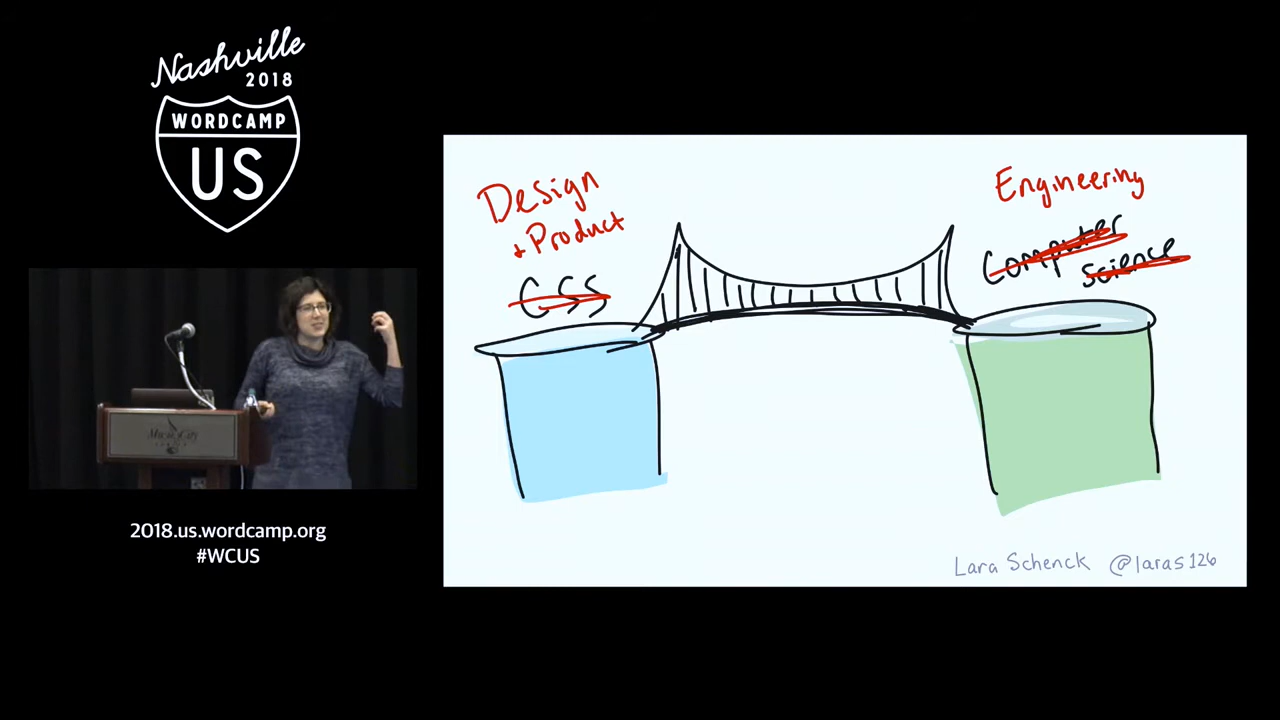 Nashville
2018
WORDCAMP
US
2018.us.wordcamp.org
#WCUS
Design
+ Product
CSS
Engineering
Computer
Science
Lara Schenck @laras126